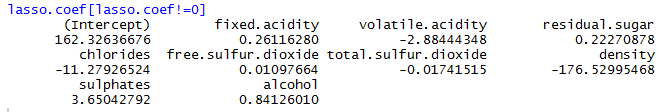 lasso.coef[lasso.coef!=0]
(Intercept) fixed.acidity volatile.acidity residual.sugar
162.32636676 0.26116280 -2.88444348 0.22270878
chlorides free.sulfur.dioxide total.sulfur.dioxide density
-11.27926524 0.01097664 -0.01741515 -176.52995468
sulphates alcohol
3.65042792 0.84126010